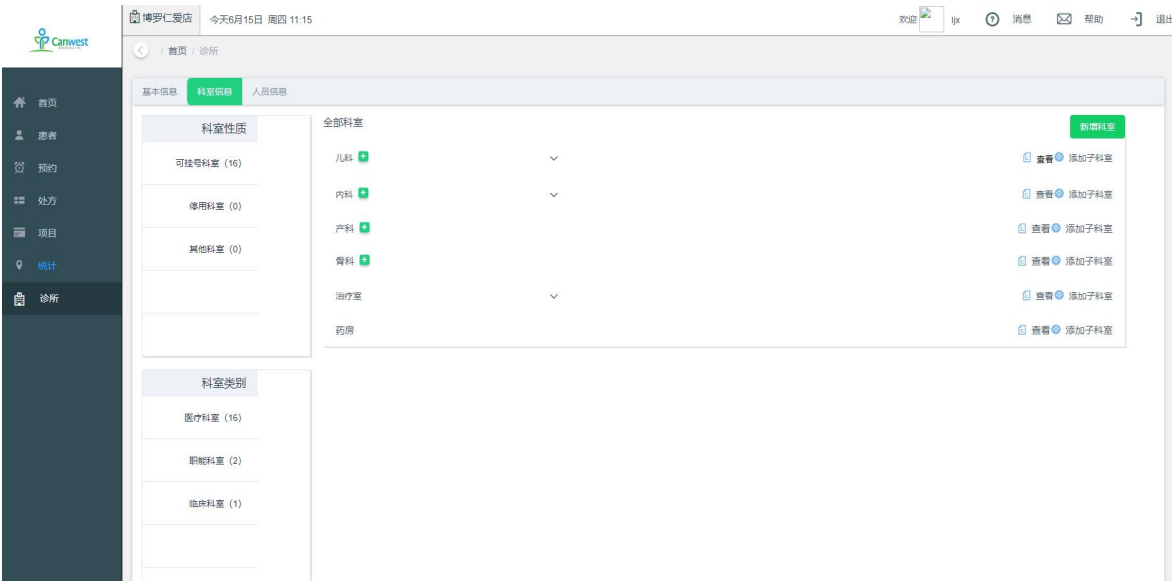 Canwest
博罗仁爱店 今天6月15日 周四 11:15 欢迎 ljx 消息 帮助 退出
/ 首页 / 诊所
首页
患者
预约
处方
项目
统计
诊所
基本信息 科室信息 人员信息
科室性质
可挂号科室 (16)
停用科室 (0)
其他科室 (0)
科室类别
医疗科室 (16)
职能科室 (2)
临床科室 (1)
全部科室 新增科室
儿科 查看 添加子科室
内科 查看 添加子科室
产科 查看 添加子科室
骨科 查看 添加子科室
治疗室 查看 添加子科室
药房 查看 添加子科室